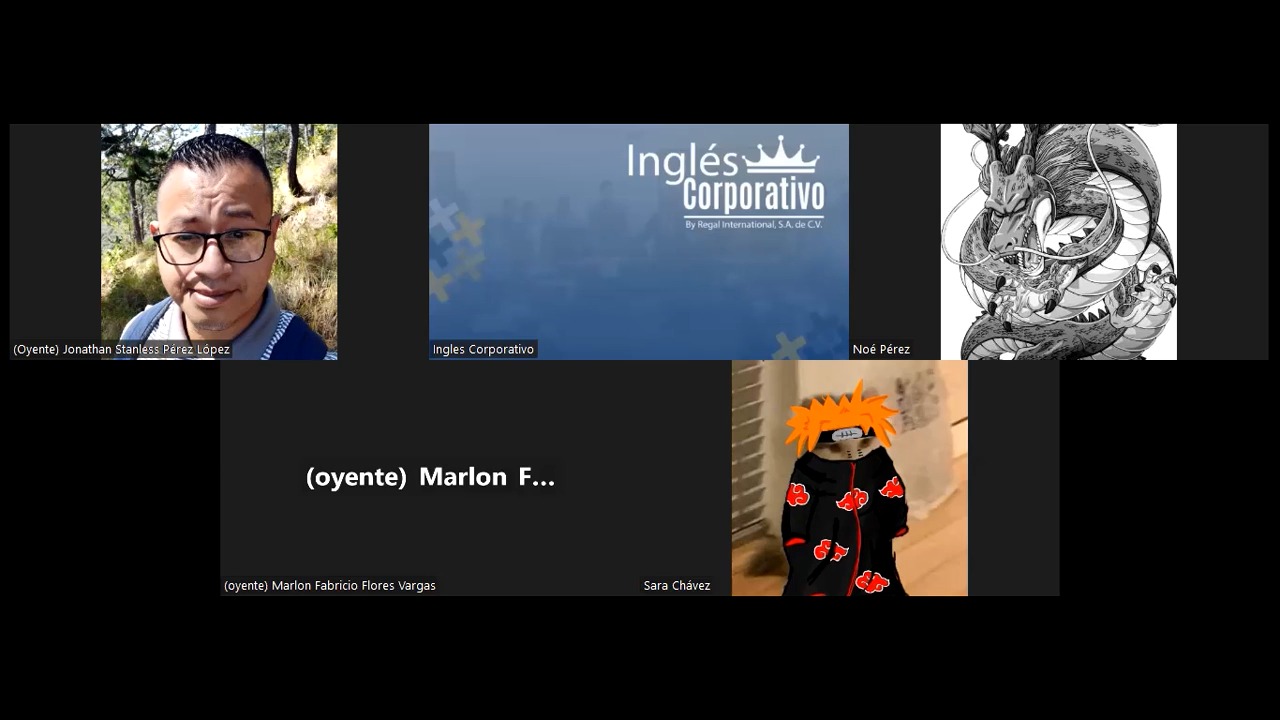 Inglés
Corporativo
By Regal International, S.A. de C.V.
(Oyente) Jonathan Stanless Pérez López
Ingles Corporativo
Noé Pérez
(oyente) Marlon F...
(oyente) Marlon Fabricio Flores Vargas
Sara Chávez